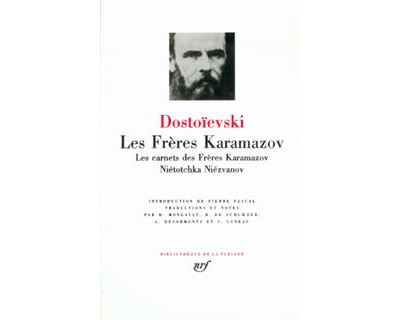 Dostoïevski
Les Frères Karamazov
Les carnets des Frères Karamazov
Niétotchka Niézvanov
INTRODUCTION DE PIERRE PASCAL
TRADUCTIONS ET NOTES
PAR H. MONGAULT, B. DE SCHLŒZER,
L. DÉSORMONTS ET S. LUNEAU
BIBLIOTHÈQUE DE LA PLÉIADE
nrf